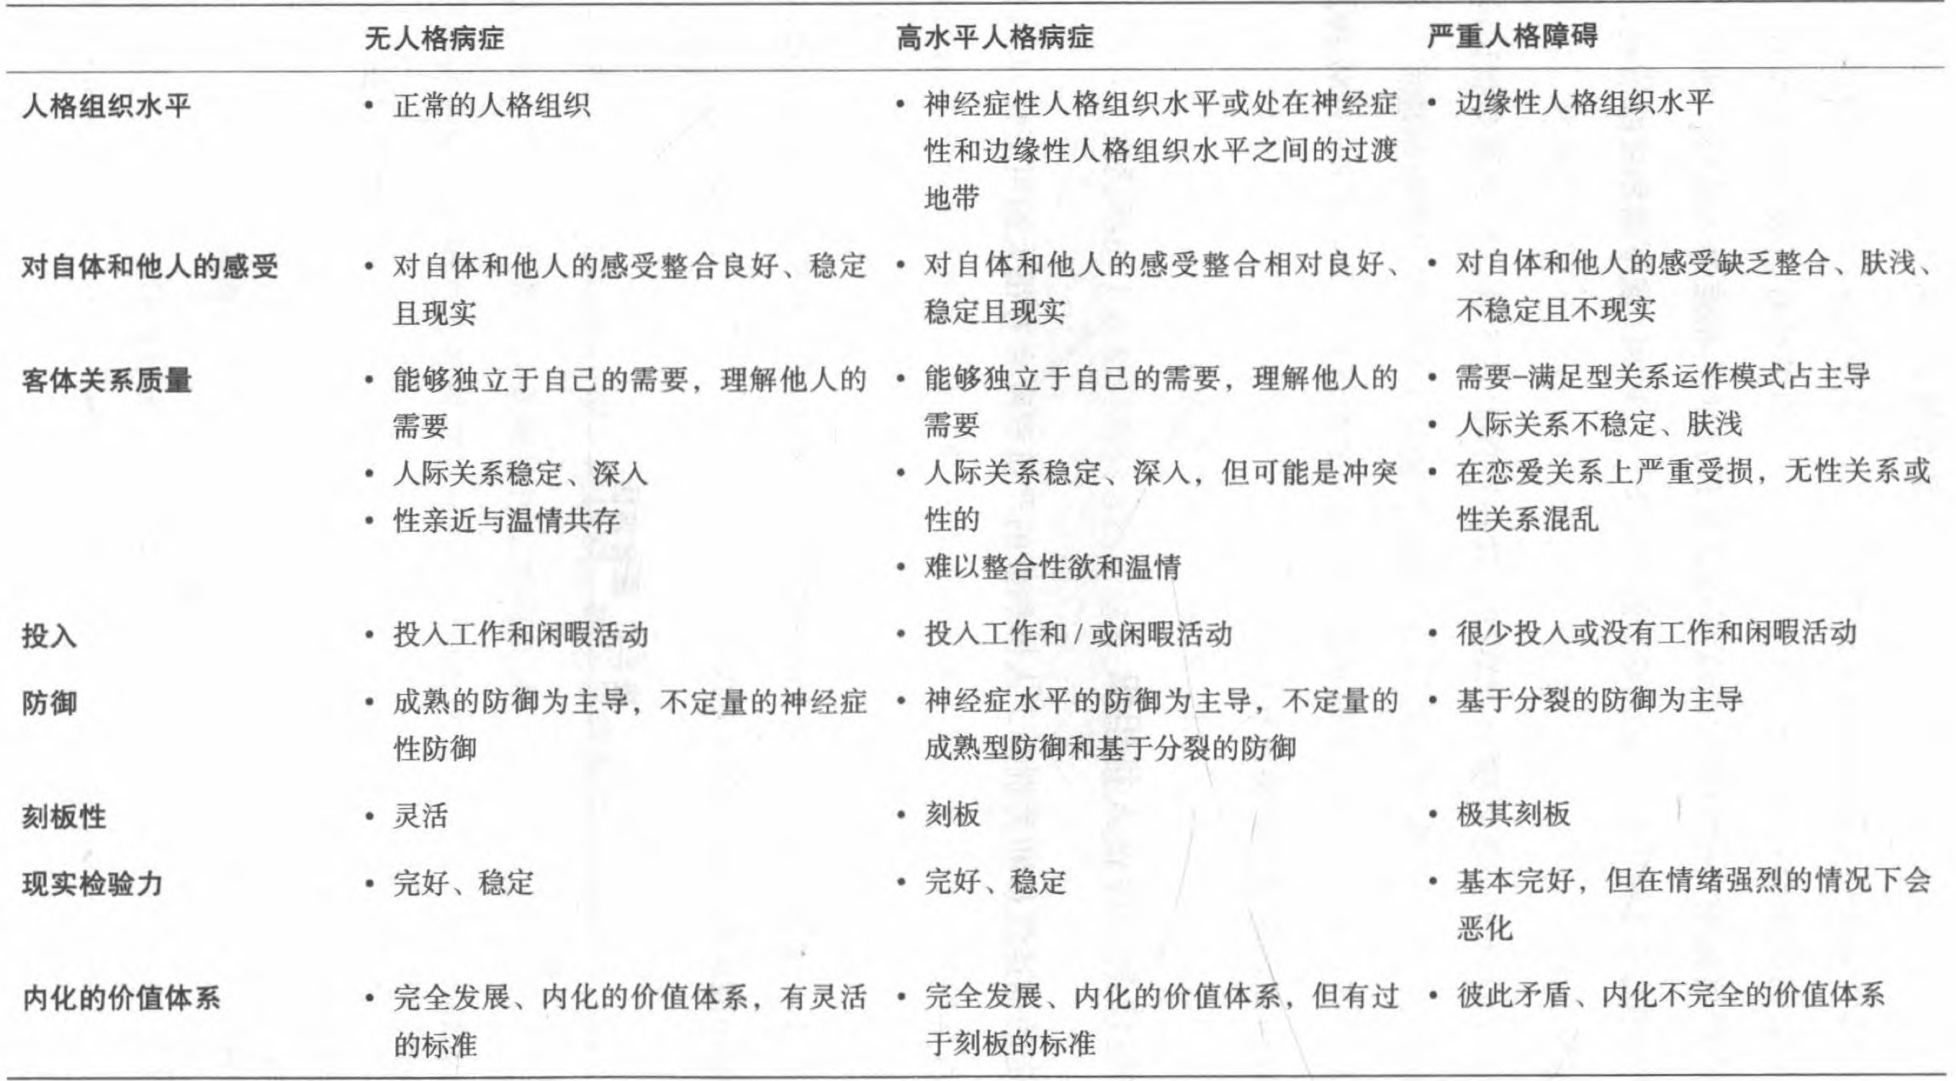 无人格病症 高水平人格病症 严重人格障碍
人格组织水平 • 正常的人格组织 • 神经症性人格组织水平或处在神经症 • 边缘性人格组织水平
性和边缘性人格组织水平之间的过渡
地带
对自体和他人的感受 • 对自体和他人的感受整合良好、稳定 • 对自体和他人的感受整合相对良好、 • 对自体和他人的感受缺乏整合、肤浅、
且现实 稳定且现实 不稳定且不现实
客体关系质量 • 能够独立于自己的需要，理解他人的 • 能够独立于自己的需要，理解他人的 • 需要–满足型关系运作模式占主导
需要 需要 • 人际关系不稳定、肤浅
• 人际关系稳定、深入 • 人际关系稳定、深入，但可能是冲突 • 在恋爱关系上严重受损，无性关系或
• 性亲近与温情共存 性的 性关系混乱
• 难以整合性欲和温情
投入 • 投入工作和闲暇活动 • 投入工作和 / 或闲暇活动 • 很少投入或没有工作和闲暇活动
防御 • 成熟的防御为主导，不定量的神经症 • 神经症水平的防御为主导，不定量的 • 基于分裂的防御为主导
性防御 成熟型防御和基于分裂的防御
刻板性 • 灵活 • 刻板 • 极其刻板
现实检验力 • 完好、稳定 • 完好、稳定 • 基本完好，但在情绪强烈的情况下会
恶化
内化的价值体系 • 完全发展、内化的价值体系，有灵活 • 完全发展、内化的价值体系，但有过 • 彼此矛盾、内化不完全的价值体系
的标准 于刻板的标准